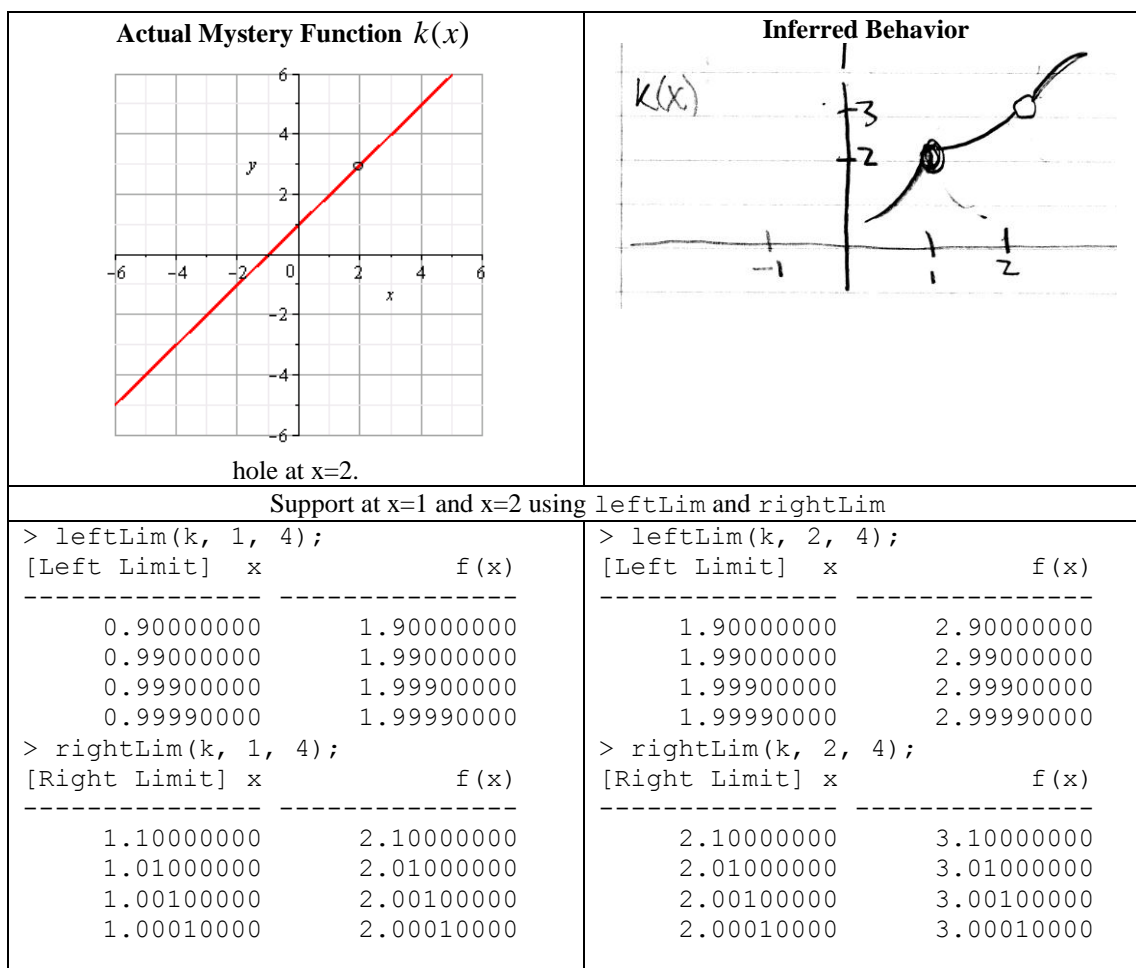 Actual Mystery Function k(x)
6
4
y
2
-6 -4 -2 0 2 4 6
x
-2
-4
-6
hole at x=2.
Inferred Behavior
K(x)
3
2
-1 1 2
Support at x=1 and x=2 using leftLim and rightLim
> leftLim(k, 1, 4);
[Left Limit] x f(x)
--------------- ---------------
0.90000000 1.90000000
0.99000000 1.99000000
0.99900000 1.99900000
0.99990000 1.99990000
> rightLim(k, 1, 4);
[Right Limit] x f(x)
--------------- ---------------
1.10000000 2.10000000
1.01000000 2.01000000
1.00100000 2.00100000
1.00010000 2.00010000
> leftLim(k, 2, 4);
[Left Limit] x f(x)
--------------- ---------------
1.90000000 2.90000000
1.99000000 2.99000000
1.99900000 2.99900000
1.99990000 2.99990000
> rightLim(k, 2, 4);
[Right Limit] x f(x)
--------------- ---------------
2.10000000 3.10000000
2.01000000 3.01000000
2.00100000 3.00100000
2.00010000 3.00010000